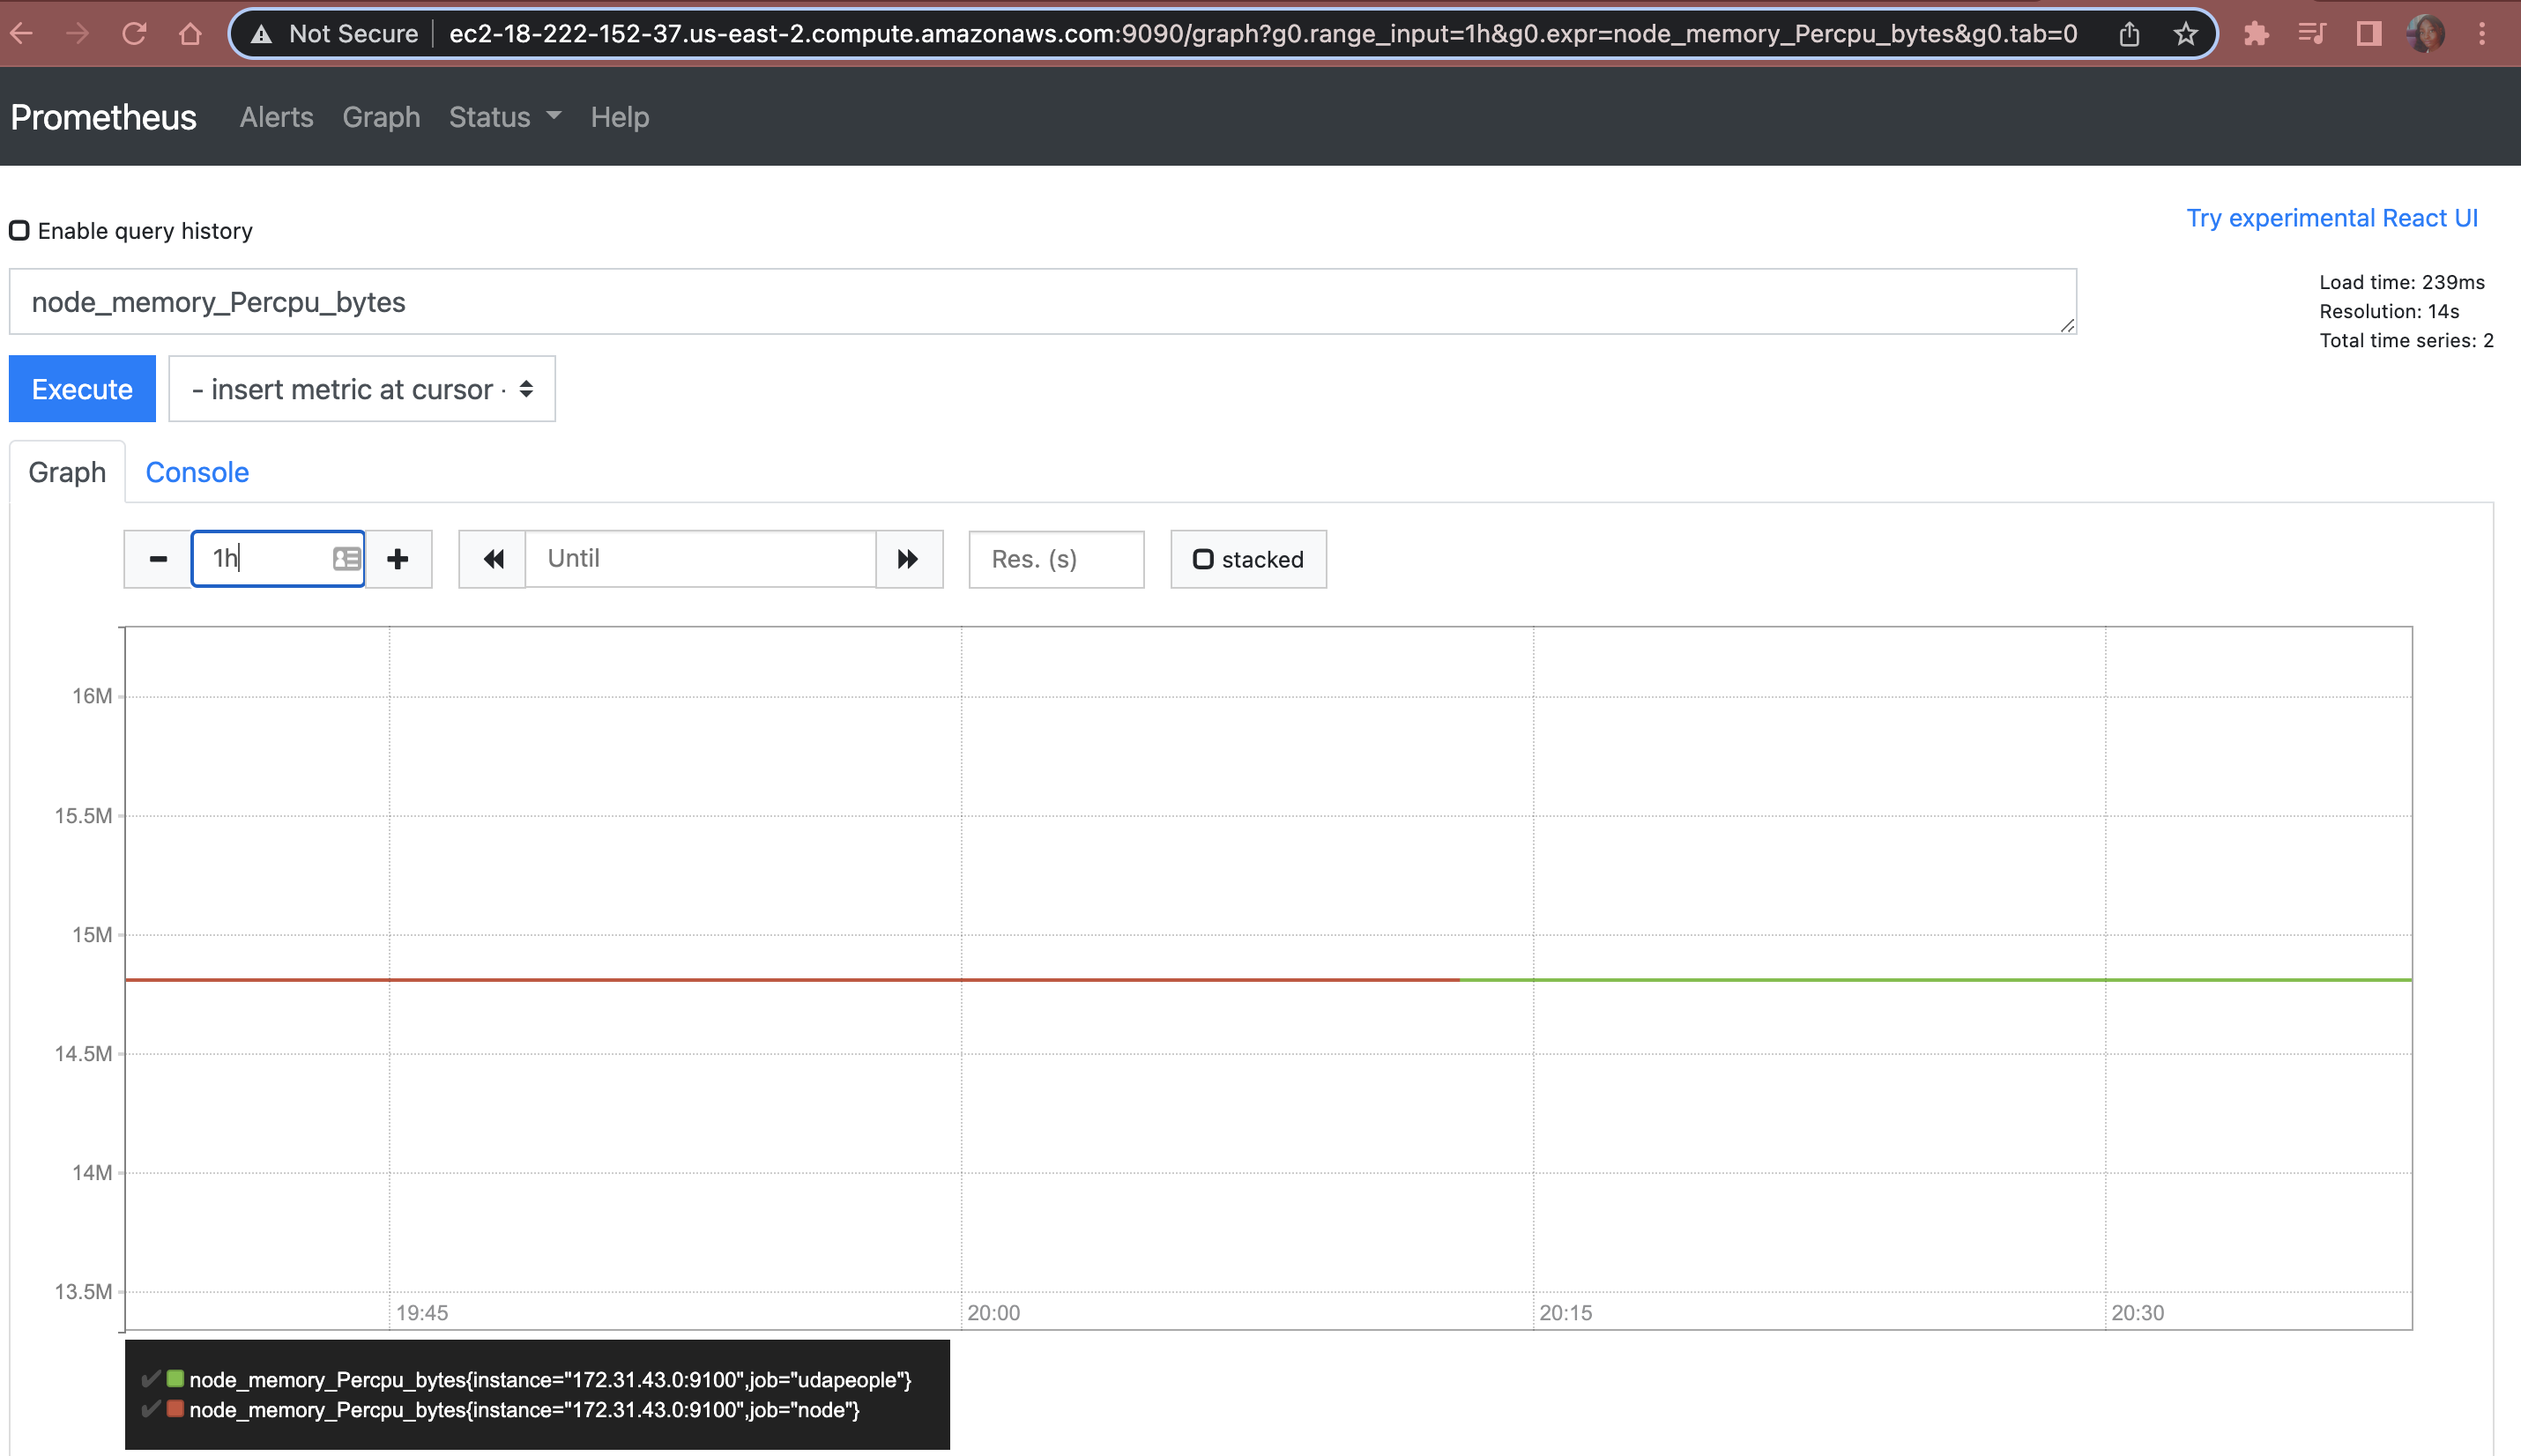 Not Secure ec2-18-222-152-37.us-east-2.compute.amazonaws.com:9090/graph?g0.range_input=1h&g0.expr=node_memory_Percpu_bytes&g0.tab=0
Prometheus Alerts Graph Status Help
Enable query history
Try experimental React UI
node_memory_Percpu_bytes
Load time: 239ms
Resolution: 14s
Total time series: 2
Execute
- insert metric at cursor -
Graph Console
1h
Until
Res. (s)
stacked
16M
15.5M
15M
14.5M
14M
13.5M
19:45 20:00 20:15 20:30
node_memory_Percpu_bytes{instance="172.31.43.0:9100",job="udapeople"}
node_memory_Percpu_bytes{instance="172.31.43.0:9100",job="node"}